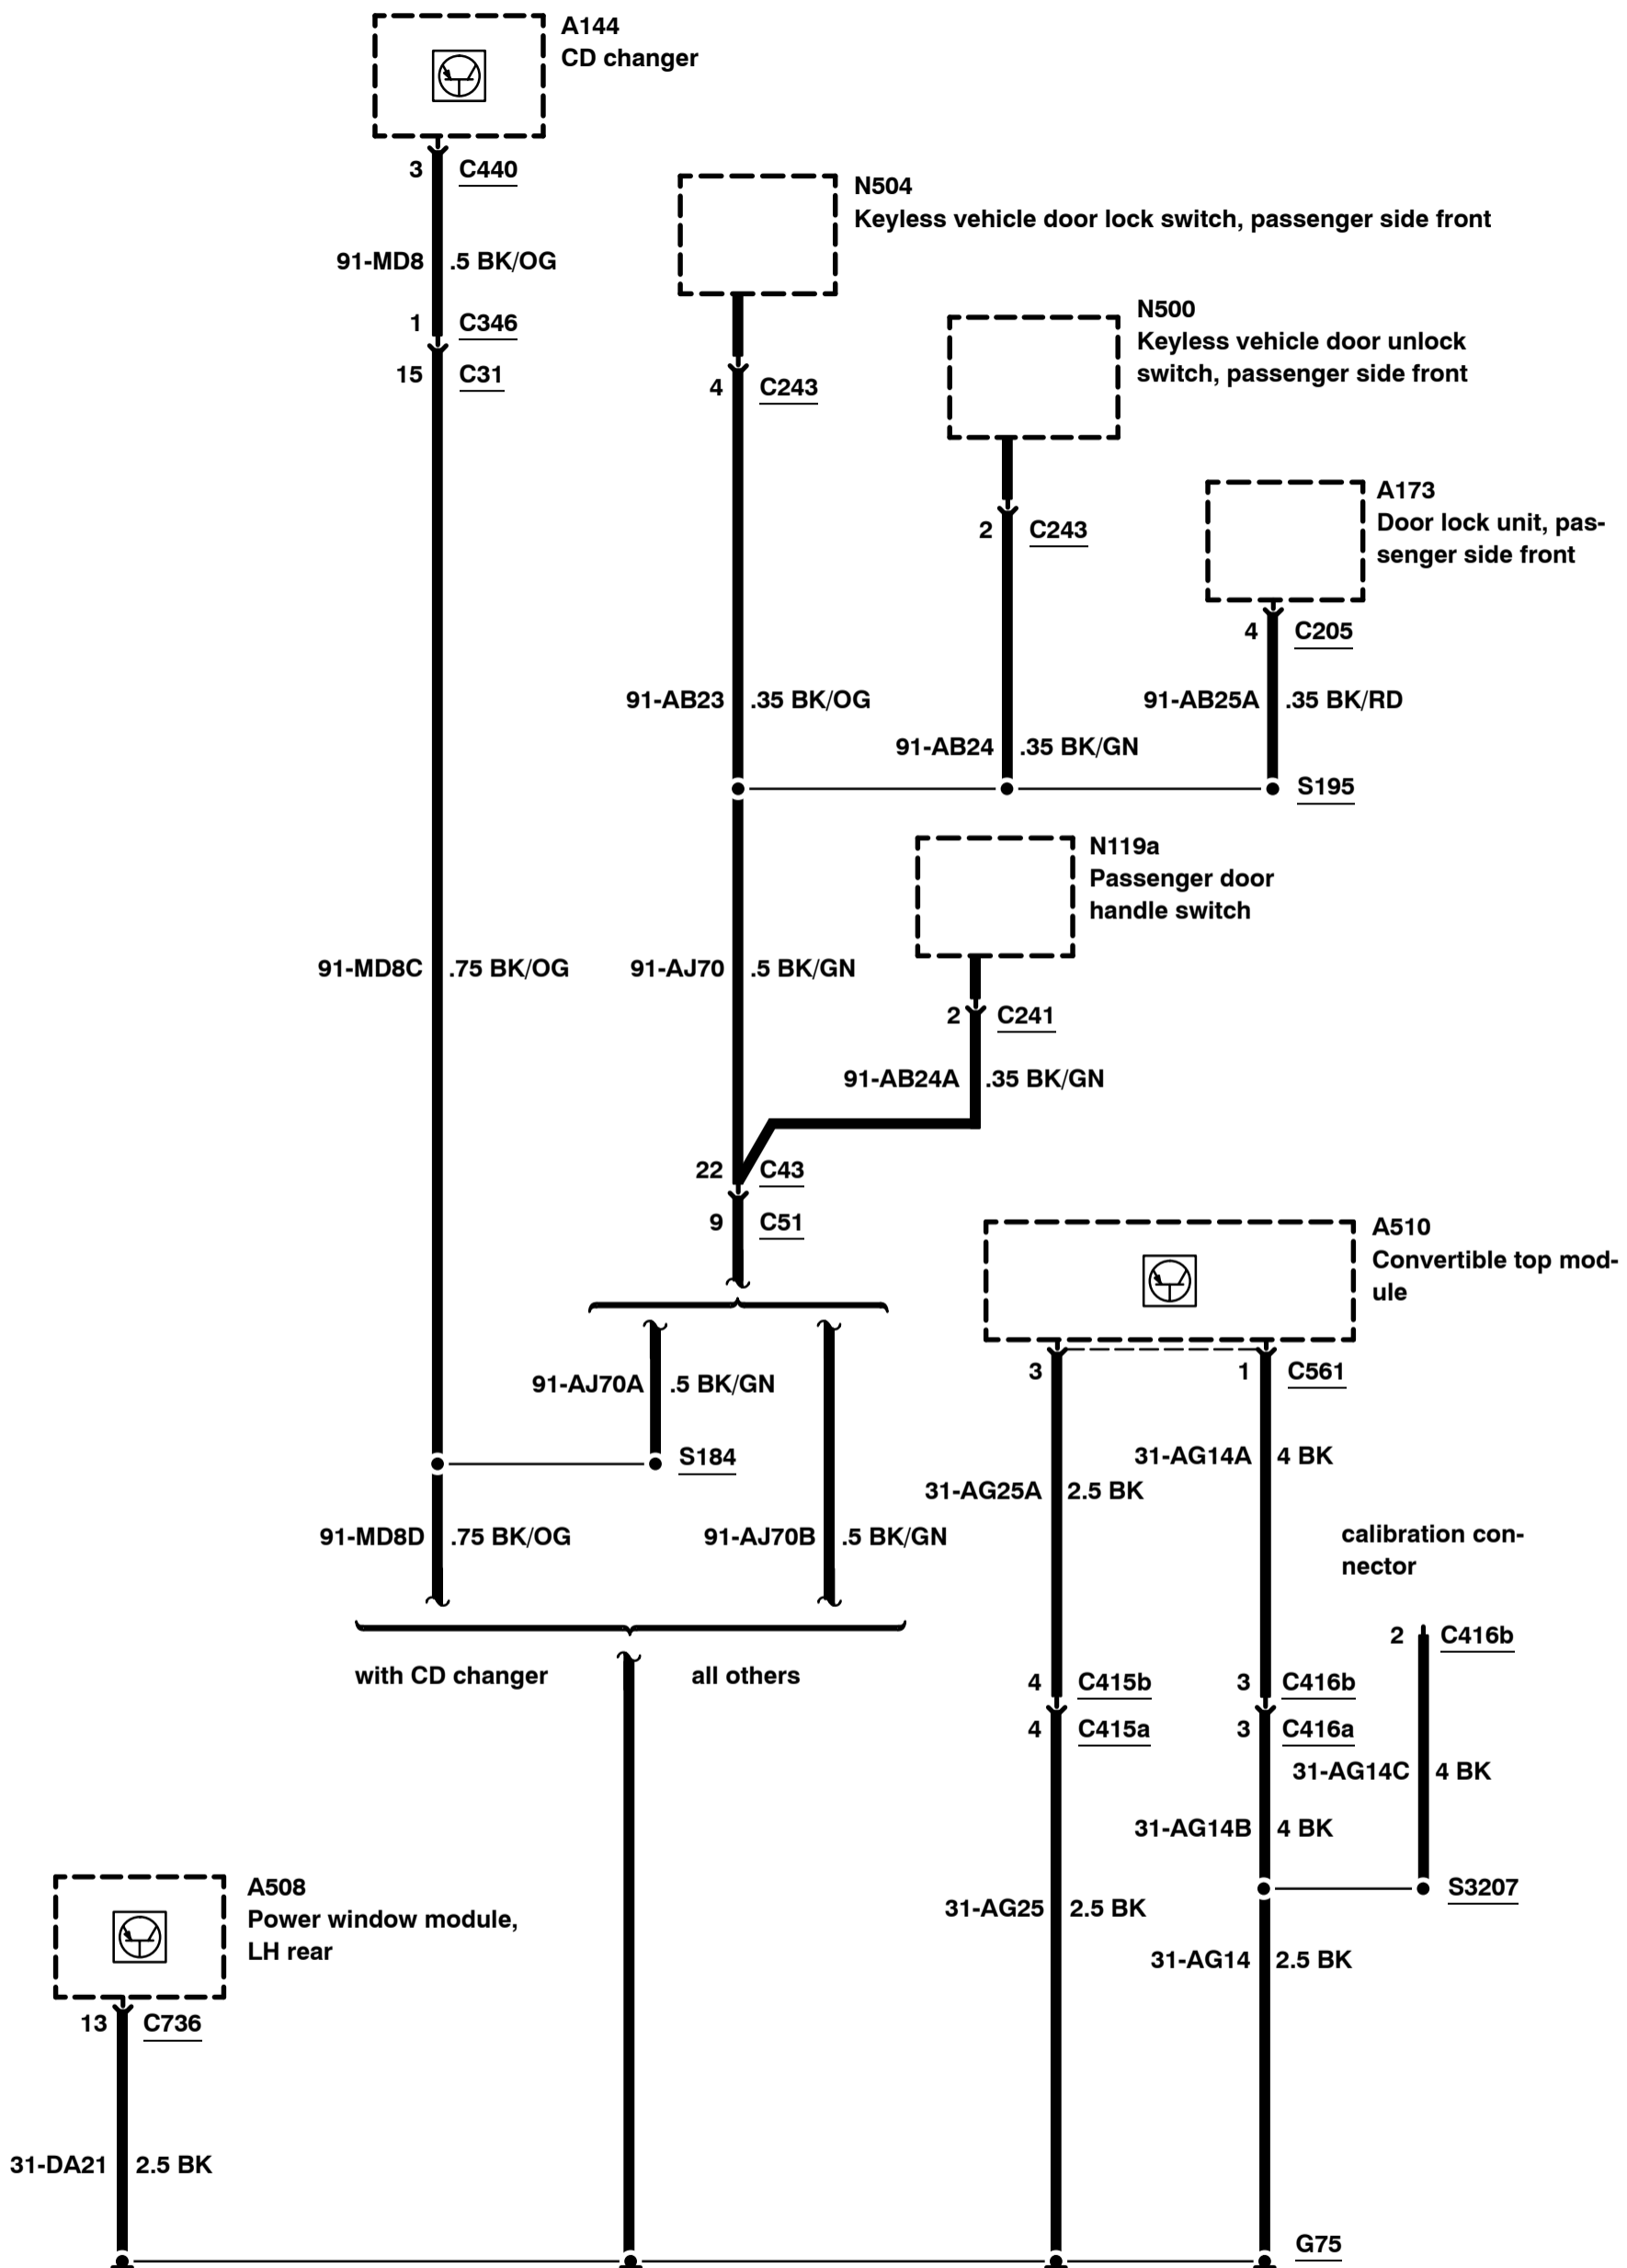 A144
CD changer
3 C440
91-MD8 .5 BK/OG
1 C346
15 C31
N504
Keyless vehicle door lock switch, passenger side front
4 C243
N500
Keyless vehicle door unlock
switch, passenger side front
2 C243
A173
Door lock unit, pas-
senger side front
4 C205
91-AB23 .35 BK/OG
91-AB25A .35 BK/RD
91-AB24 .35 BK/GN
S195
N119a
Passenger door
handle switch
91-MD8C .75 BK/OG
91-AJ70 .5 BK/GN
2 C241
91-AB24A .35 BK/GN
22 C43
9 C51
A510
Convertible top mod-
ule
3
1 C561
91-AJ70A .5 BK/GN
S184
31-AG14A 4 BK
31-AG25A 2.5 BK
91-MD8D .75 BK/OG
91-AJ70B .5 BK/GN
calibration con-
nector
2 C416b
with CD changer
all others
4 C415b
3 C416b
4 C415a
3 C416a
31-AG14C 4 BK
31-AG14B 4 BK
S3207
A508
Power window module,
LH rear
31-AG25 2.5 BK
31-AG14 2.5 BK
13 C736
31-DA21 2.5 BK
G75